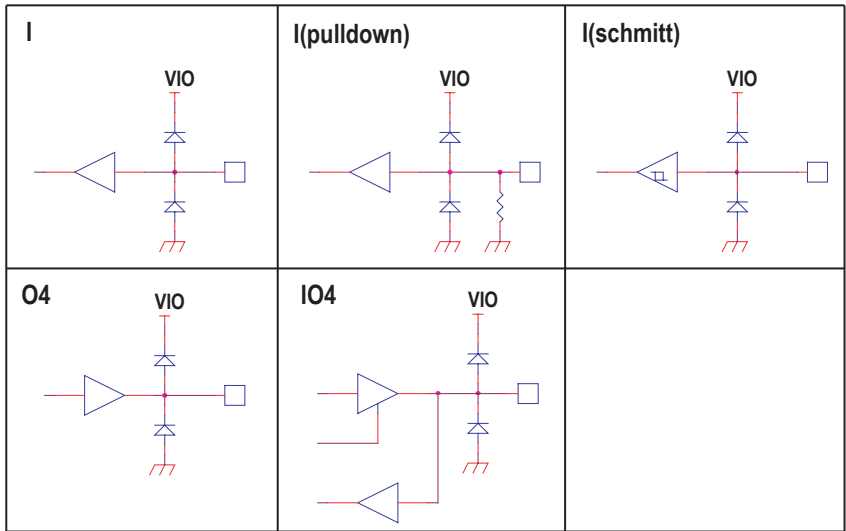 I
VIO
I(pulldown)
VIO
I(schmitt)
VIO
O4
VIO
IO4
VIO